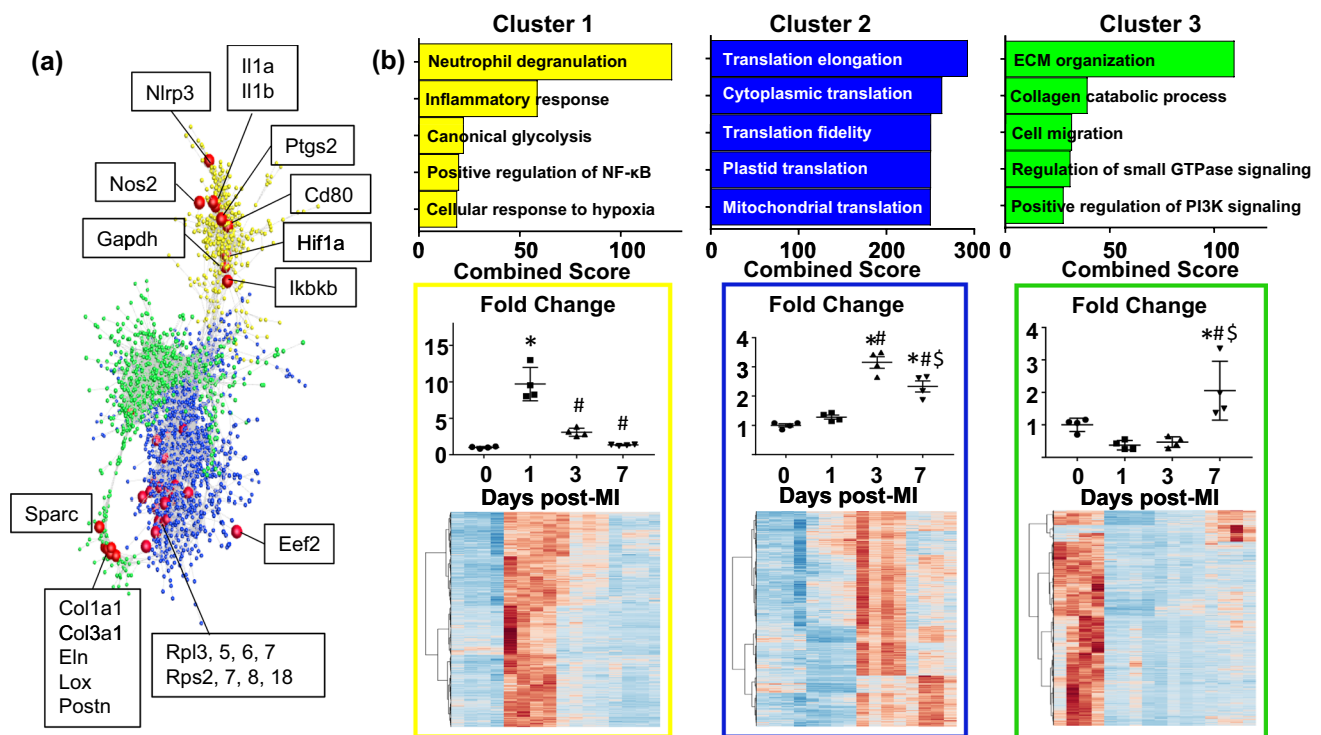 (a)
Il1a
Il1b
Nlrp3
Ptgs2
Nos2
Cd80
Gapdh
Hif1a
Ikbkb
Sparc
Eef2
Col1a1
Col3a1
Eln
Lox
Postn
Rpl3, 5, 6, 7
Rps2, 7, 8, 18
(b)
Cluster 1
Neutrophil degranulation
Inflammatory response
Canonical glycolysis
Positive regulation of NF-κB
Cellular response to hypoxia
0 50 100
Combined Score
Cluster 2
Translation elongation
Cytoplasmic translation
Translation fidelity
Plastid translation
Mitochondrial translation
0 100 200 300
Combined Score
Cluster 3
ECM organization
Collagen catabolic process
Cell migration
Regulation of small GTPase signaling
Positive regulation of PI3K signaling
0 50 100
Combined Score
Fold Change
15
10
5
0
*
#
#
0 1 3 7
Days post-MI
Fold Change
4
3
2
1
*#
*#$
0 1 3 7
Days post-MI
Fold Change
4
3
2
1
0
*#$
0 1 3 7
Days post-MI